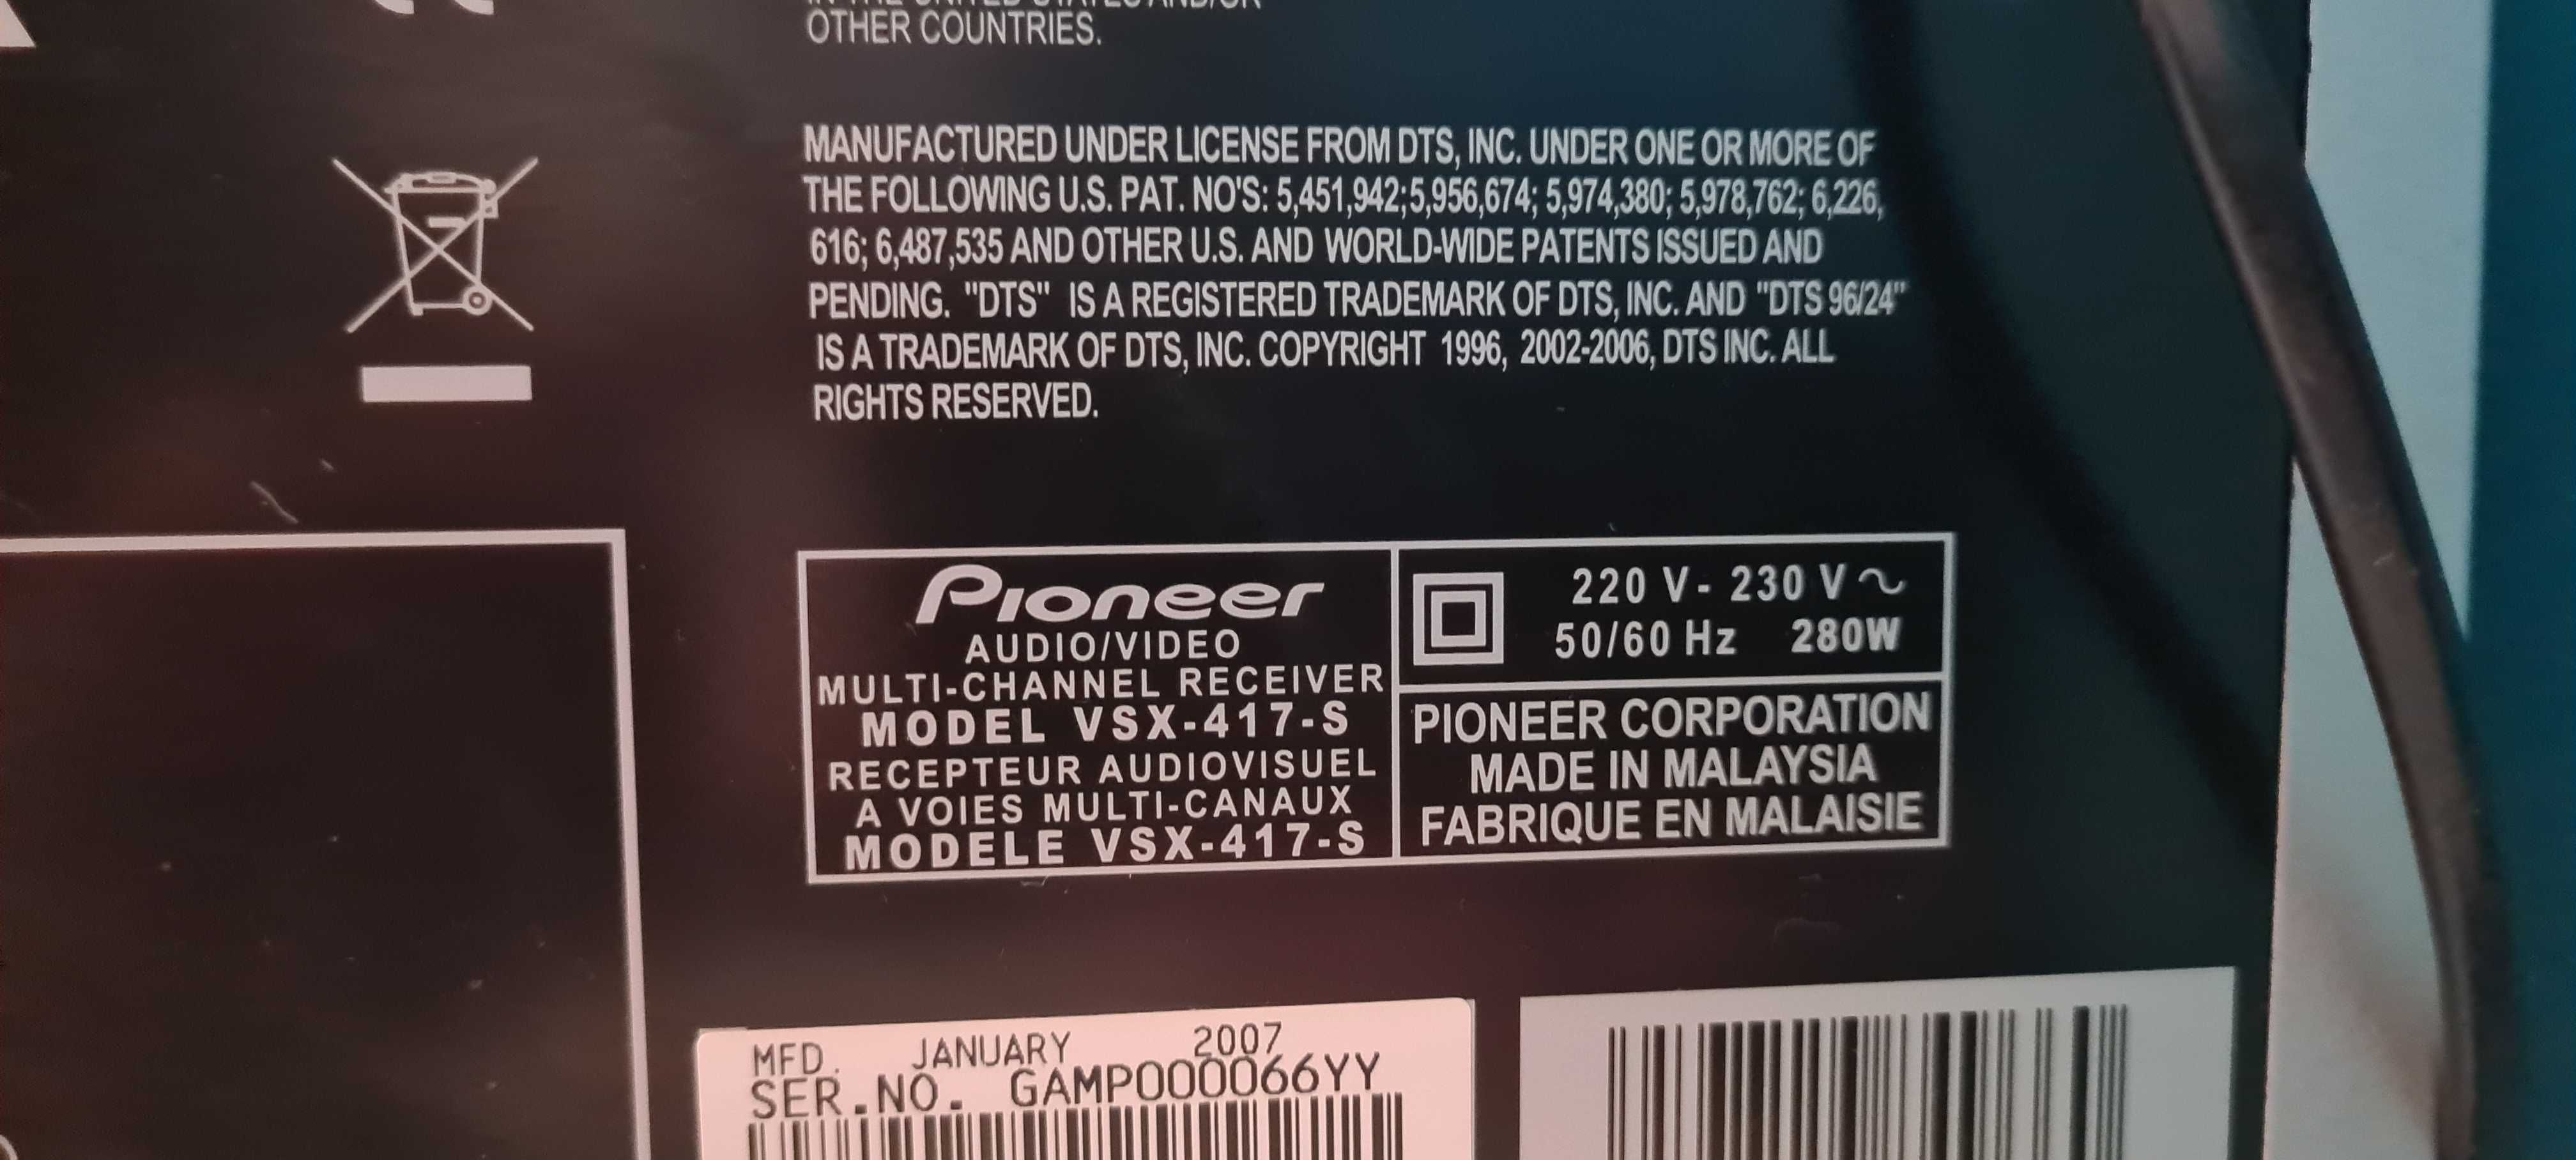 OTHER COUNTRIES.
MANUFACTURED UNDER LICENSE FROM DTS, INC. UNDER ONE OR MORE OF
THE FOLLOWING U.S. PAT. NO'S: 5,451,942;5,956,674; 5,974,380; 5,978,762; 6,226,
616; 6,487,535 AND OTHER U.S. AND WORLD-WIDE PATENTS ISSUED AND
PENDING. "DTS" IS A REGISTERED TRADEMARK OF DTS, INC. AND "DTS 96/24"
IS A TRADEMARK OF DTS, INC. COPYRIGHT 1996, 2002-2006, DTS INC. ALL
RIGHTS RESERVED.
Pioneer
AUDIO/VIDEO
MULTI-CHANNEL RECEIVER
MODEL VSX-417-S
RECEPTEUR AUDIOVISUEL
A VOIES MULTI-CANAUX
MODELE VSX-417-S
220 V - 230 V ~
50/60 Hz 280W
PIONEER CORPORATION
MADE IN MALAYSIA
FABRIQUE EN MALAISIE
MFD. JANUARY 2007
SER.NO. GAMP000066YY